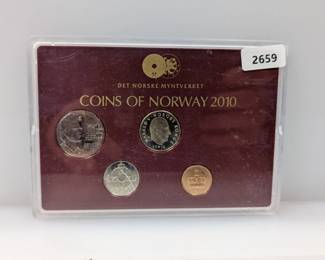 2659
DET NORSKE MYNTVERKET
COINS OF NORWAY 2010